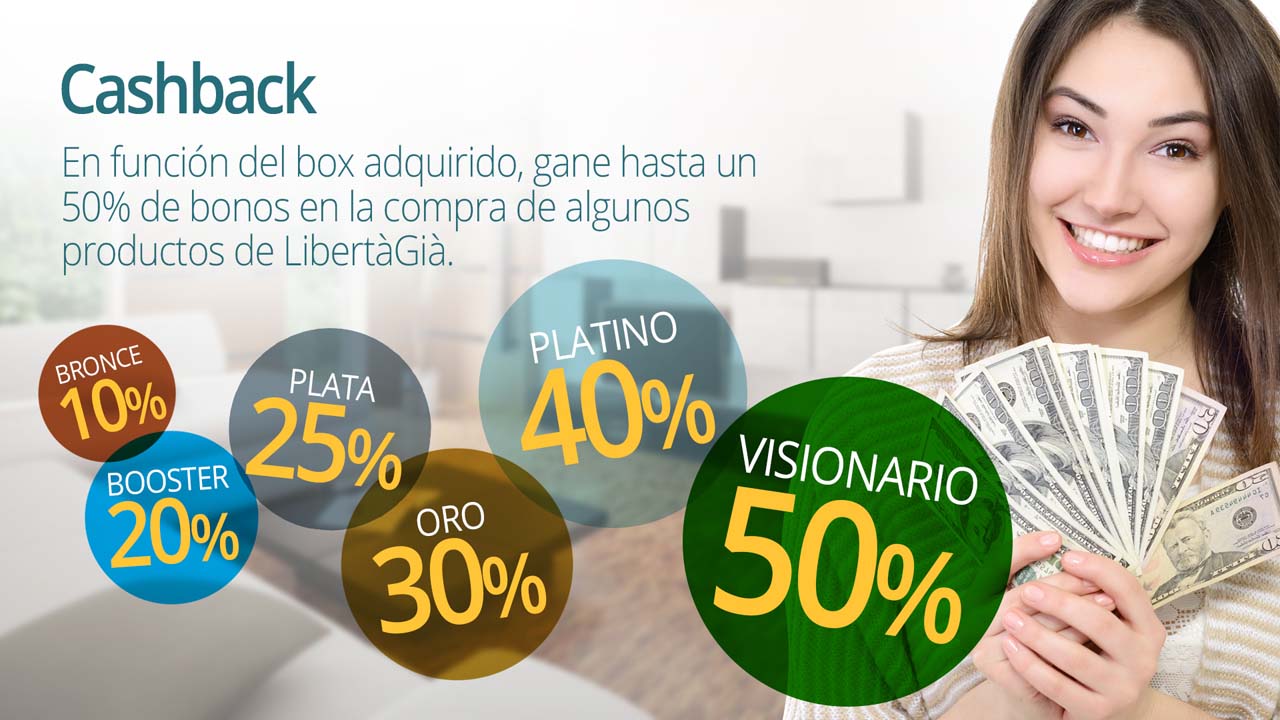 Cashback
En función del box adquirido, gane hasta un
50% de bonos en la compra de algunos
productos de LibertàGià.
BRONCE
10%
BOOSTER
20%
PLATA
25%
ORO
30%
PLATINO
40%
VISIONARIO
50%